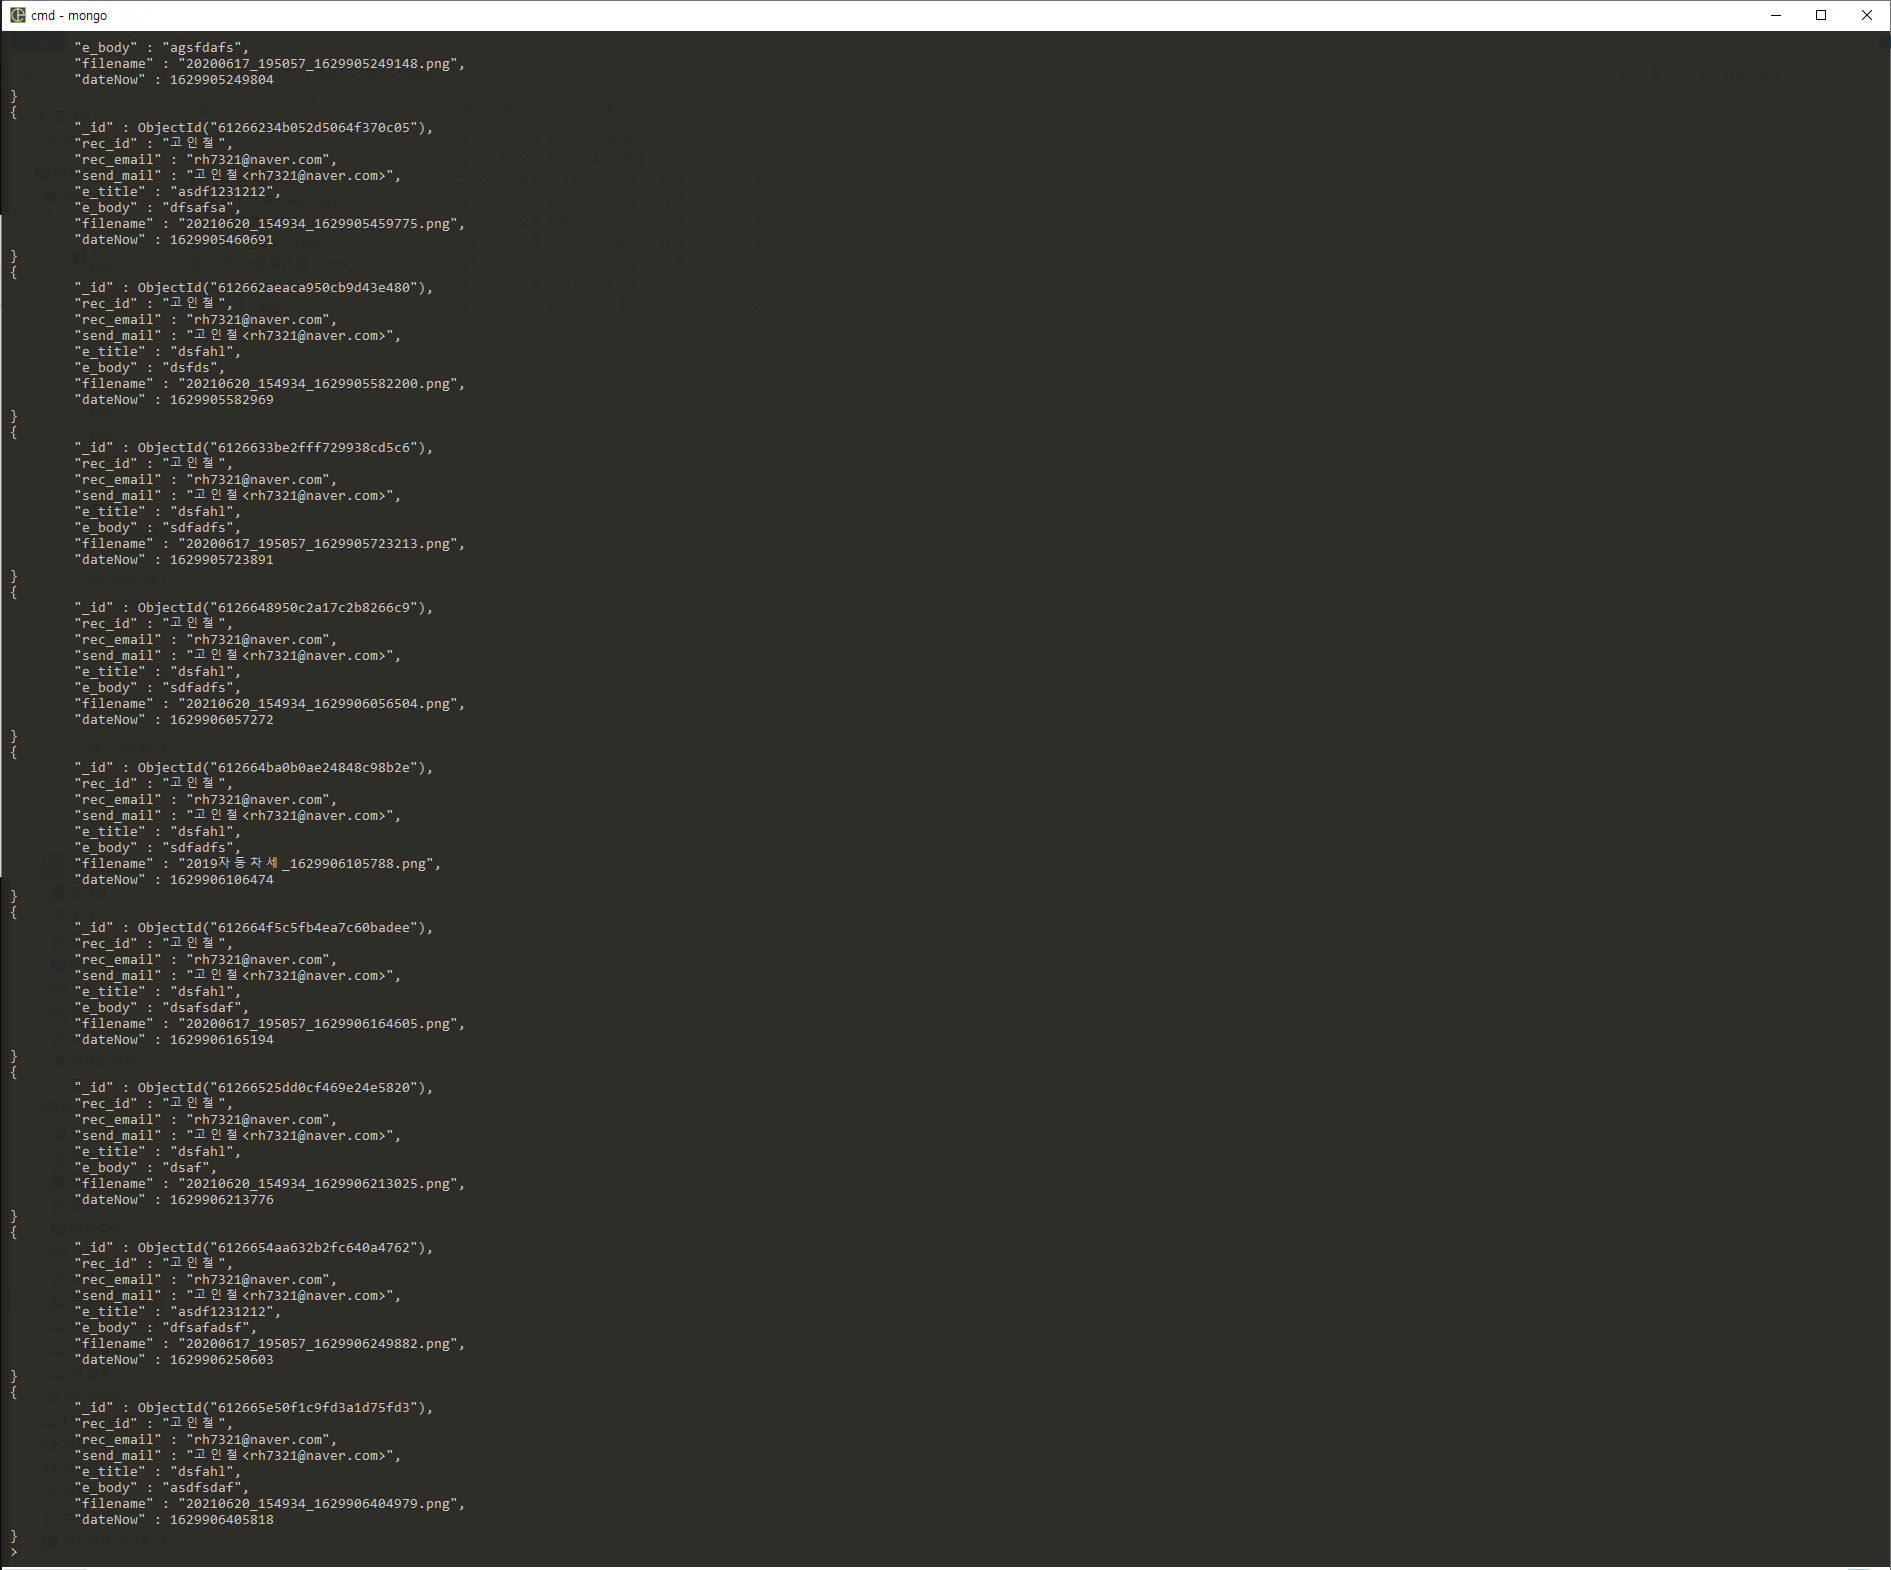 cmd - mongo
"e_body" : "agsfdafs",
"filename" : "20200617_195057_1629905249148.png",
"dateNow" : 1629905249804
}
{
"_id" : ObjectId("61266234b052d5064f370c05"),
"rec_id" : "고인철",
"rec_email" : "rh7321@naver.com",
"send_mail" : "고인철<rh7321@naver.com>",
"e_title" : "asdf1231212",
"e_body" : "dfsafsa",
"filename" : "20210620_154934_1629905459775.png",
"dateNow" : 1629905460691
}
{
"_id" : ObjectId("612662aeaca950cb9d43e480"),
"rec_id" : "고인철",
"rec_email" : "rh7321@naver.com",
"send_mail" : "고인철<rh7321@naver.com>",
"e_title" : "dsfahl",
"e_body" : "dsfds",
"filename" : "20210620_154934_1629905582200.png",
"dateNow" : 1629905582969
}
{
"_id" : ObjectId("6126633be2fff729938cd5c6"),
"rec_id" : "고인철",
"rec_email" : "rh7321@naver.com",
"send_mail" : "고인철<rh7321@naver.com>",
"e_title" : "dsfahl",
"e_body" : "sdfadfs",
"filename" : "20200617_195057_1629905723213.png",
"dateNow" : 1629905723891
}
{
"_id" : ObjectId("6126648950c2a17c2b8266c9"),
"rec_id" : "고인철",
"rec_email" : "rh7321@naver.com",
"send_mail" : "고인철<rh7321@naver.com>",
"e_title" : "dsfahl",
"e_body" : "sdfadfs",
"filename" : "20210620_154934_1629906056504.png",
"dateNow" : 1629906057272
}
{
"_id" : ObjectId("612664ba0b0ae24848c98b2e"),
"rec_id" : "고인철",
"rec_email" : "rh7321@naver.com",
"send_mail" : "고인철<rh7321@naver.com>",
"e_title" : "dsfahl",
"e_body" : "sdfadfs",
"filename" : "2019자동차세_1629906105788.png",
"dateNow" : 1629906106474
}
{
"_id" : ObjectId("612664f5c5fb4ea7c60badee"),
"rec_id" : "고인철",
"rec_email" : "rh7321@naver.com",
"send_mail" : "고인철<rh7321@naver.com>",
"e_title" : "dsfahl",
"e_body" : "dsafsdaf",
"filename" : "20200617_195057_1629906164605.png",
"dateNow" : 1629906165194
}
{
"_id" : ObjectId("61266525dd0cf469e24e5820"),
"rec_id" : "고인철",
"rec_email" : "rh7321@naver.com",
"send_mail" : "고인철<rh7321@naver.com>",
"e_title" : "dsfahl",
"e_body" : "dsaf",
"filename" : "20210620_154934_1629906213025.png",
"dateNow" : 1629906213776
}
{
"_id" : ObjectId("6126654aa632b2fc640a4762"),
"rec_id" : "고인철",
"rec_email" : "rh7321@naver.com",
"send_mail" : "고인철<rh7321@naver.com>",
"e_title" : "asdf1231212",
"e_body" : "dfsafadsf",
"filename" : "20200617_195057_1629906249882.png",
"dateNow" : 1629906250603
}
{
"_id" : ObjectId("612665e50f1c9fd3a1d75fd3"),
"rec_id" : "고인철",
"rec_email" : "rh7321@naver.com",
"send_mail" : "고인철<rh7321@naver.com>",
"e_title" : "dsfahl",
"e_body" : "asdfsdaf",
"filename" : "20210620_154934_1629906404979.png",
"dateNow" : 1629906405818
}
>